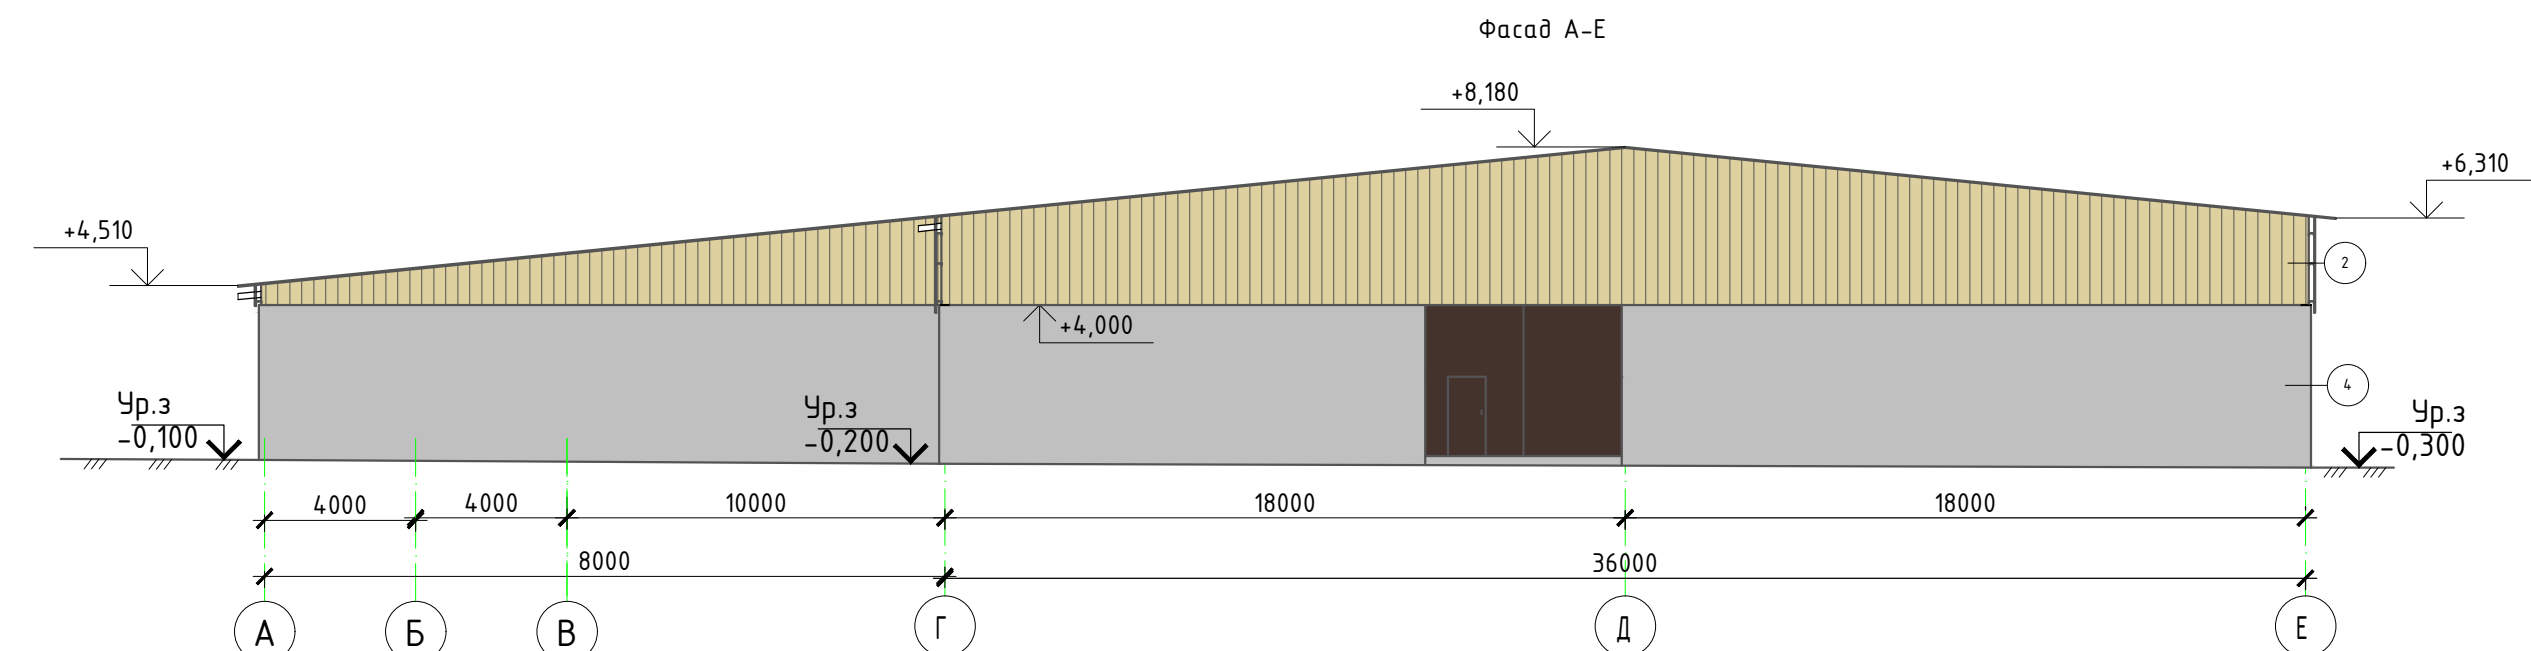 Фасад А-Е
+8,180
+6,310
+4,510
2
+4,000
4
Ур.з
-0,100
Ур.з
-0,200
Ур.з
-0,300
4000
4000
10000
18000
18000
8000
36000
А
Б
В
Г
Д
Е